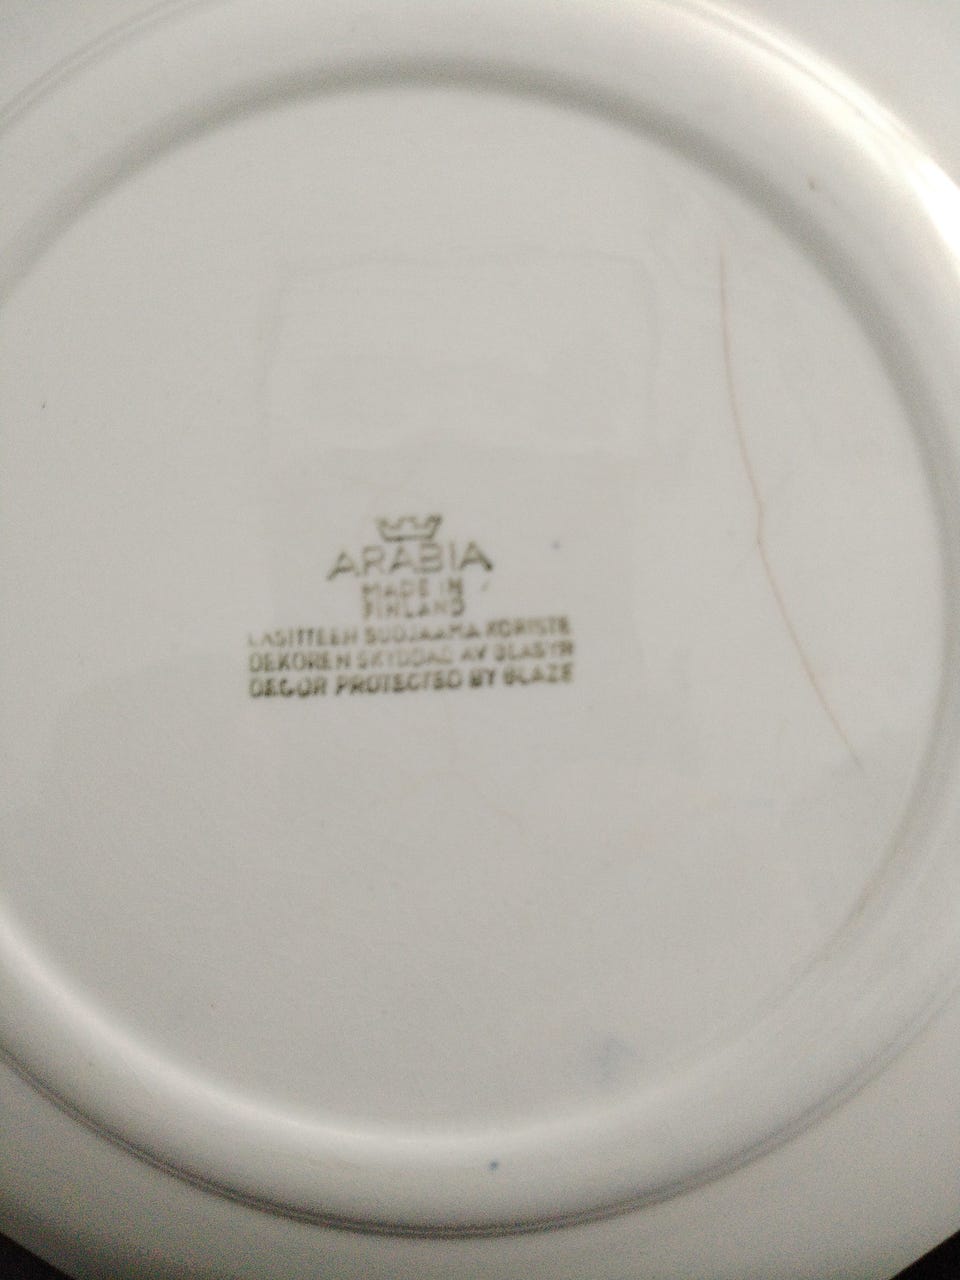 ARABIA
MADE IN
FINLAND
LASITTEEN SUOJAAMA KORISTE
DEKOREN SKYDDAD AV GLASYR
DECOR PROTECTED BY GLAZE